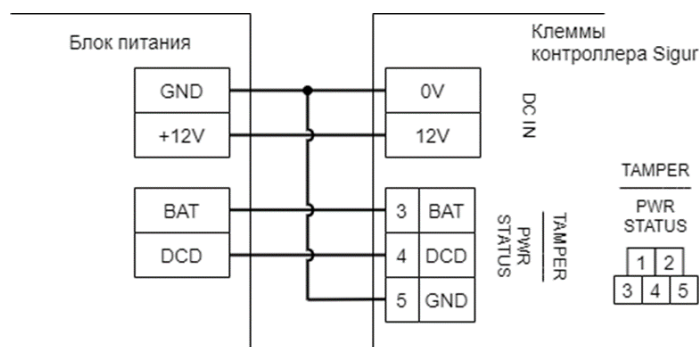 Блок питания
Клеммы
контроллера Sigur
GND
0V
+12V
12V
DC IN
BAT
3 BAT
DCD
4 DCD
5 GND
TAMPER
PWR
STATUS
TAMPER
PWR
STATUS
1 2
3 4 5